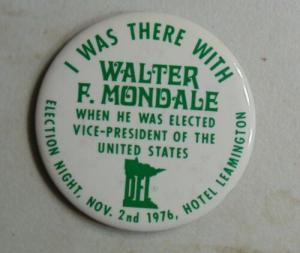 I WAS THERE WITH
WALTER
F. MONDALE
WHEN HE WAS ELECTED
VICE-PRESIDENT OF THE
UNITED STATES
DFL
ELECTION NIGHT, NOV. 2nd 1976, HOTEL LEAMINGTON